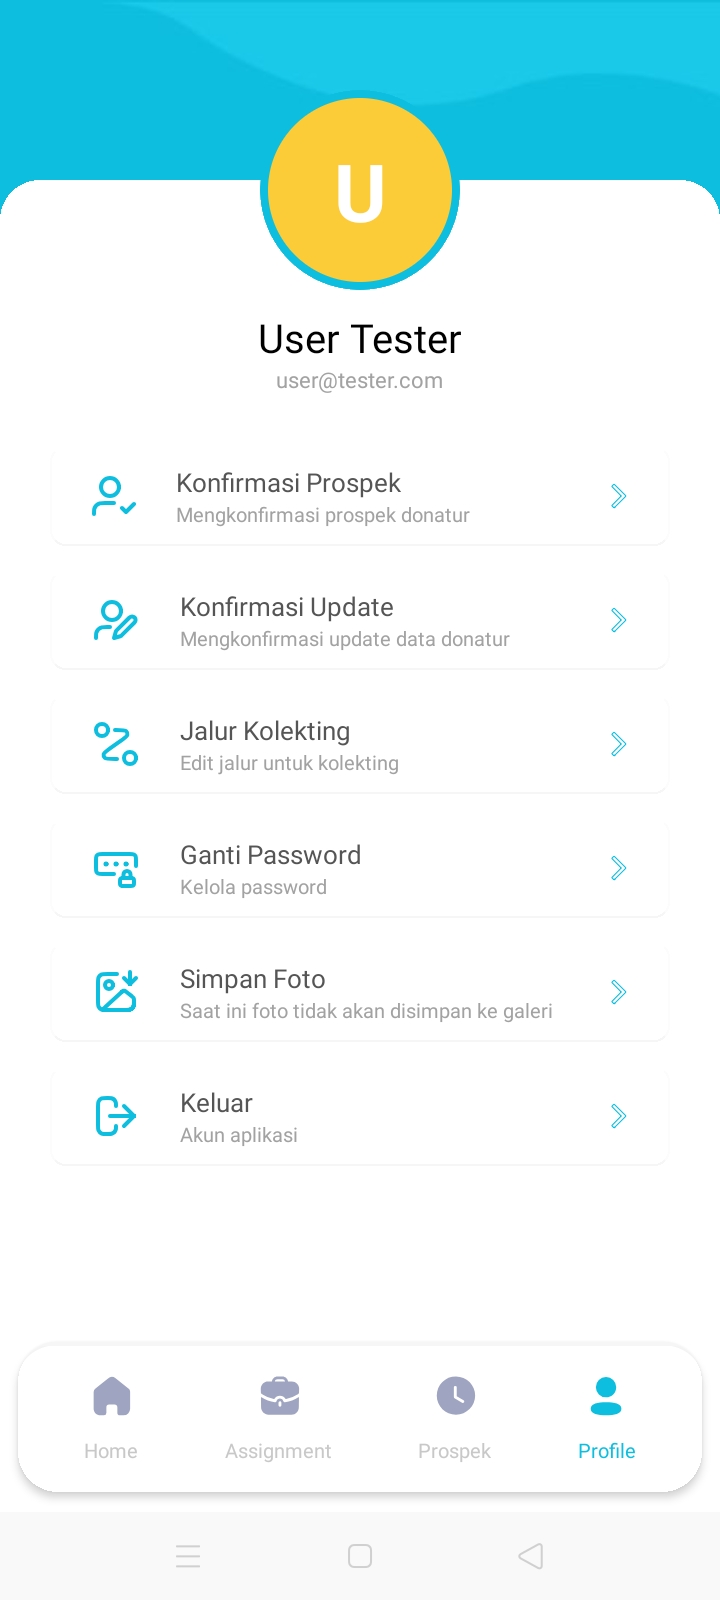 U
User Tester
user@tester.com
Konfirmasi Prospek
Mengkonfirmasi prospek donatur
Konfirmasi Update
Mengkonfirmasi update data donatur
Jalur Kolekting
Edit jalur untuk kolekting
Ganti Password
Kelola password
Simpan Foto
Saat ini foto tidak akan disimpan ke galeri
Keluar
Akun aplikasi
Home Assignment Prospek Profile